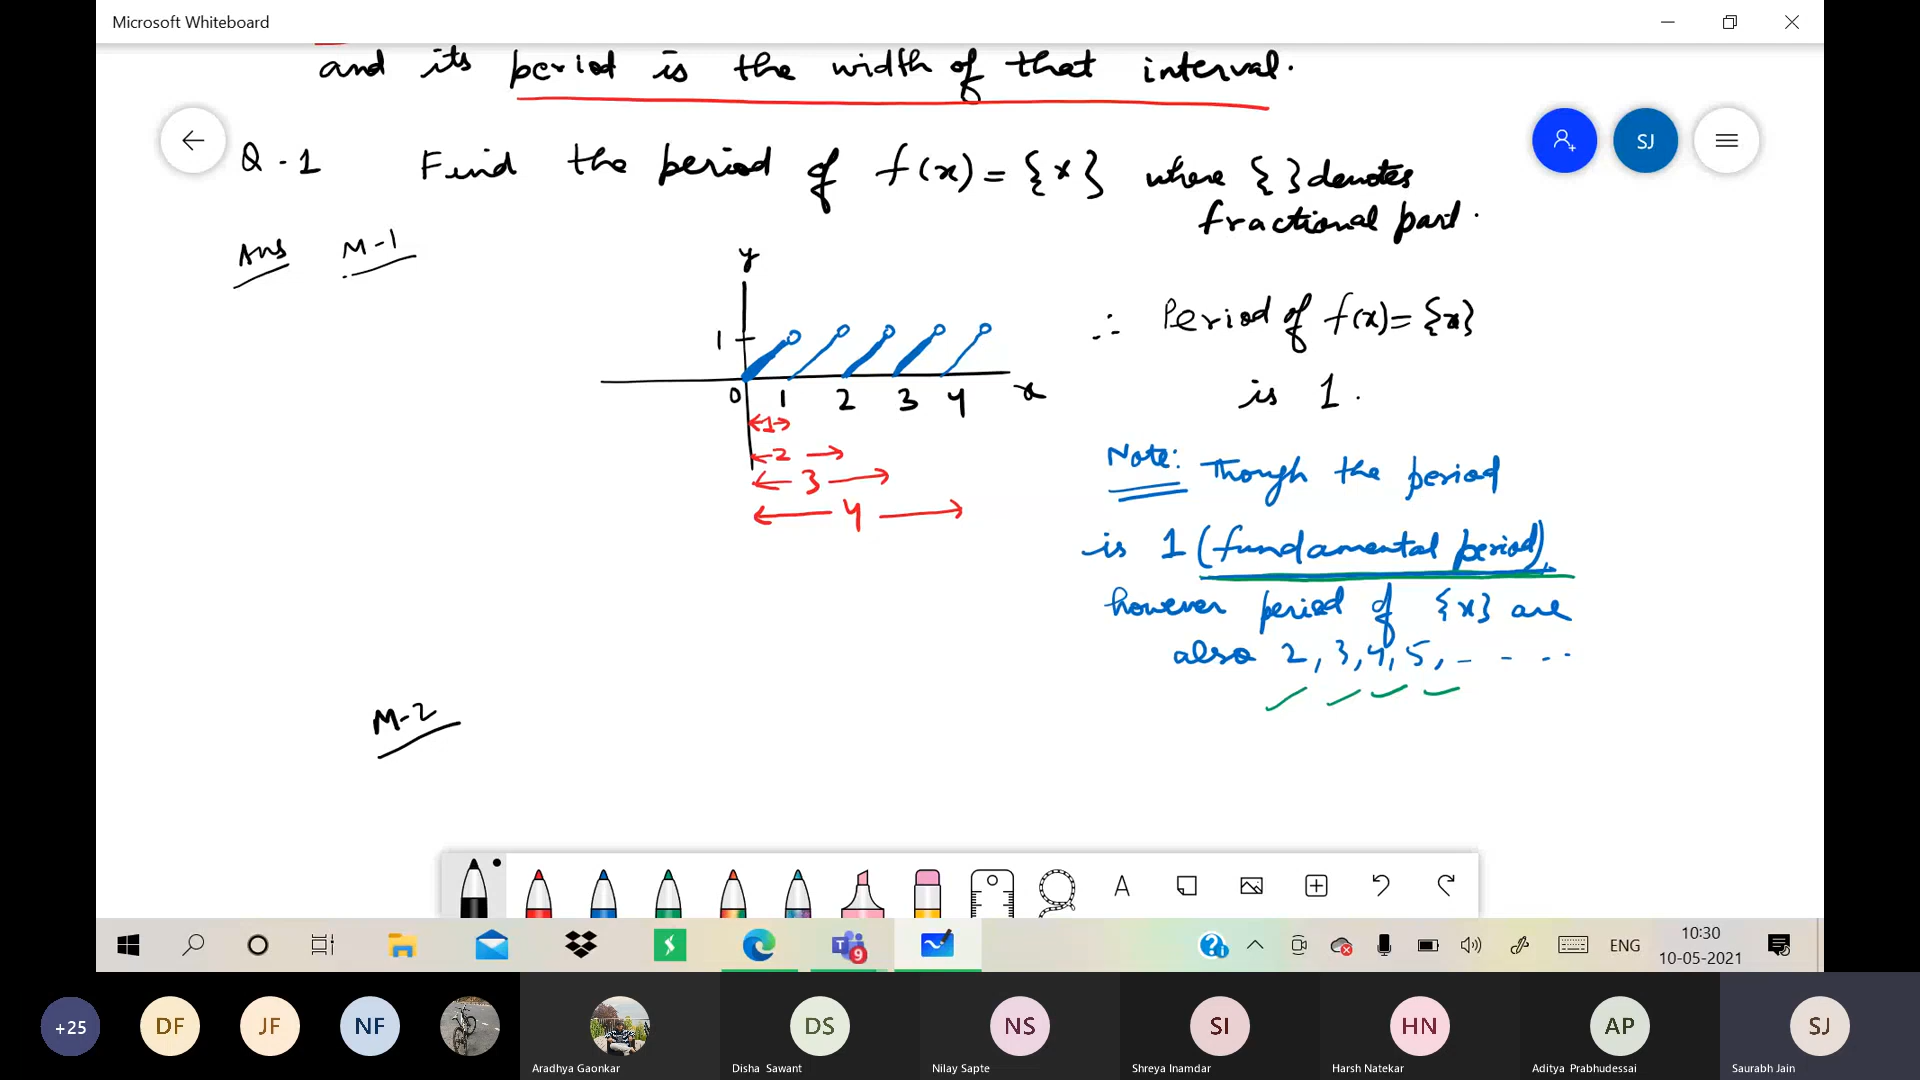 Microsoft Whiteboard
and its period is the width of that interval.
Q-1 Find the period of f(x) = {x} where { } denotes
fractional part.
Ans M-1
y
1
0 1 2 3 4 x
1
2
3
4
∴ Period of f(x) = {x}
is 1.
Note: Though the period
is 1 (fundamental period),
however period of {x} are
also 2, 3, 4, 5, - - ..
M-2
SJ
A
9
ENG
10:30
10-05-2021
+25
DF
JF
NF
DS
NS
SI
HN
AP
SJ
Aradhya Gaonkar
Disha Sawant
Nilay Sapte
Shreya Inamdar
Harsh Natekar
Aditya Prabhudessai
Saurabh Jain